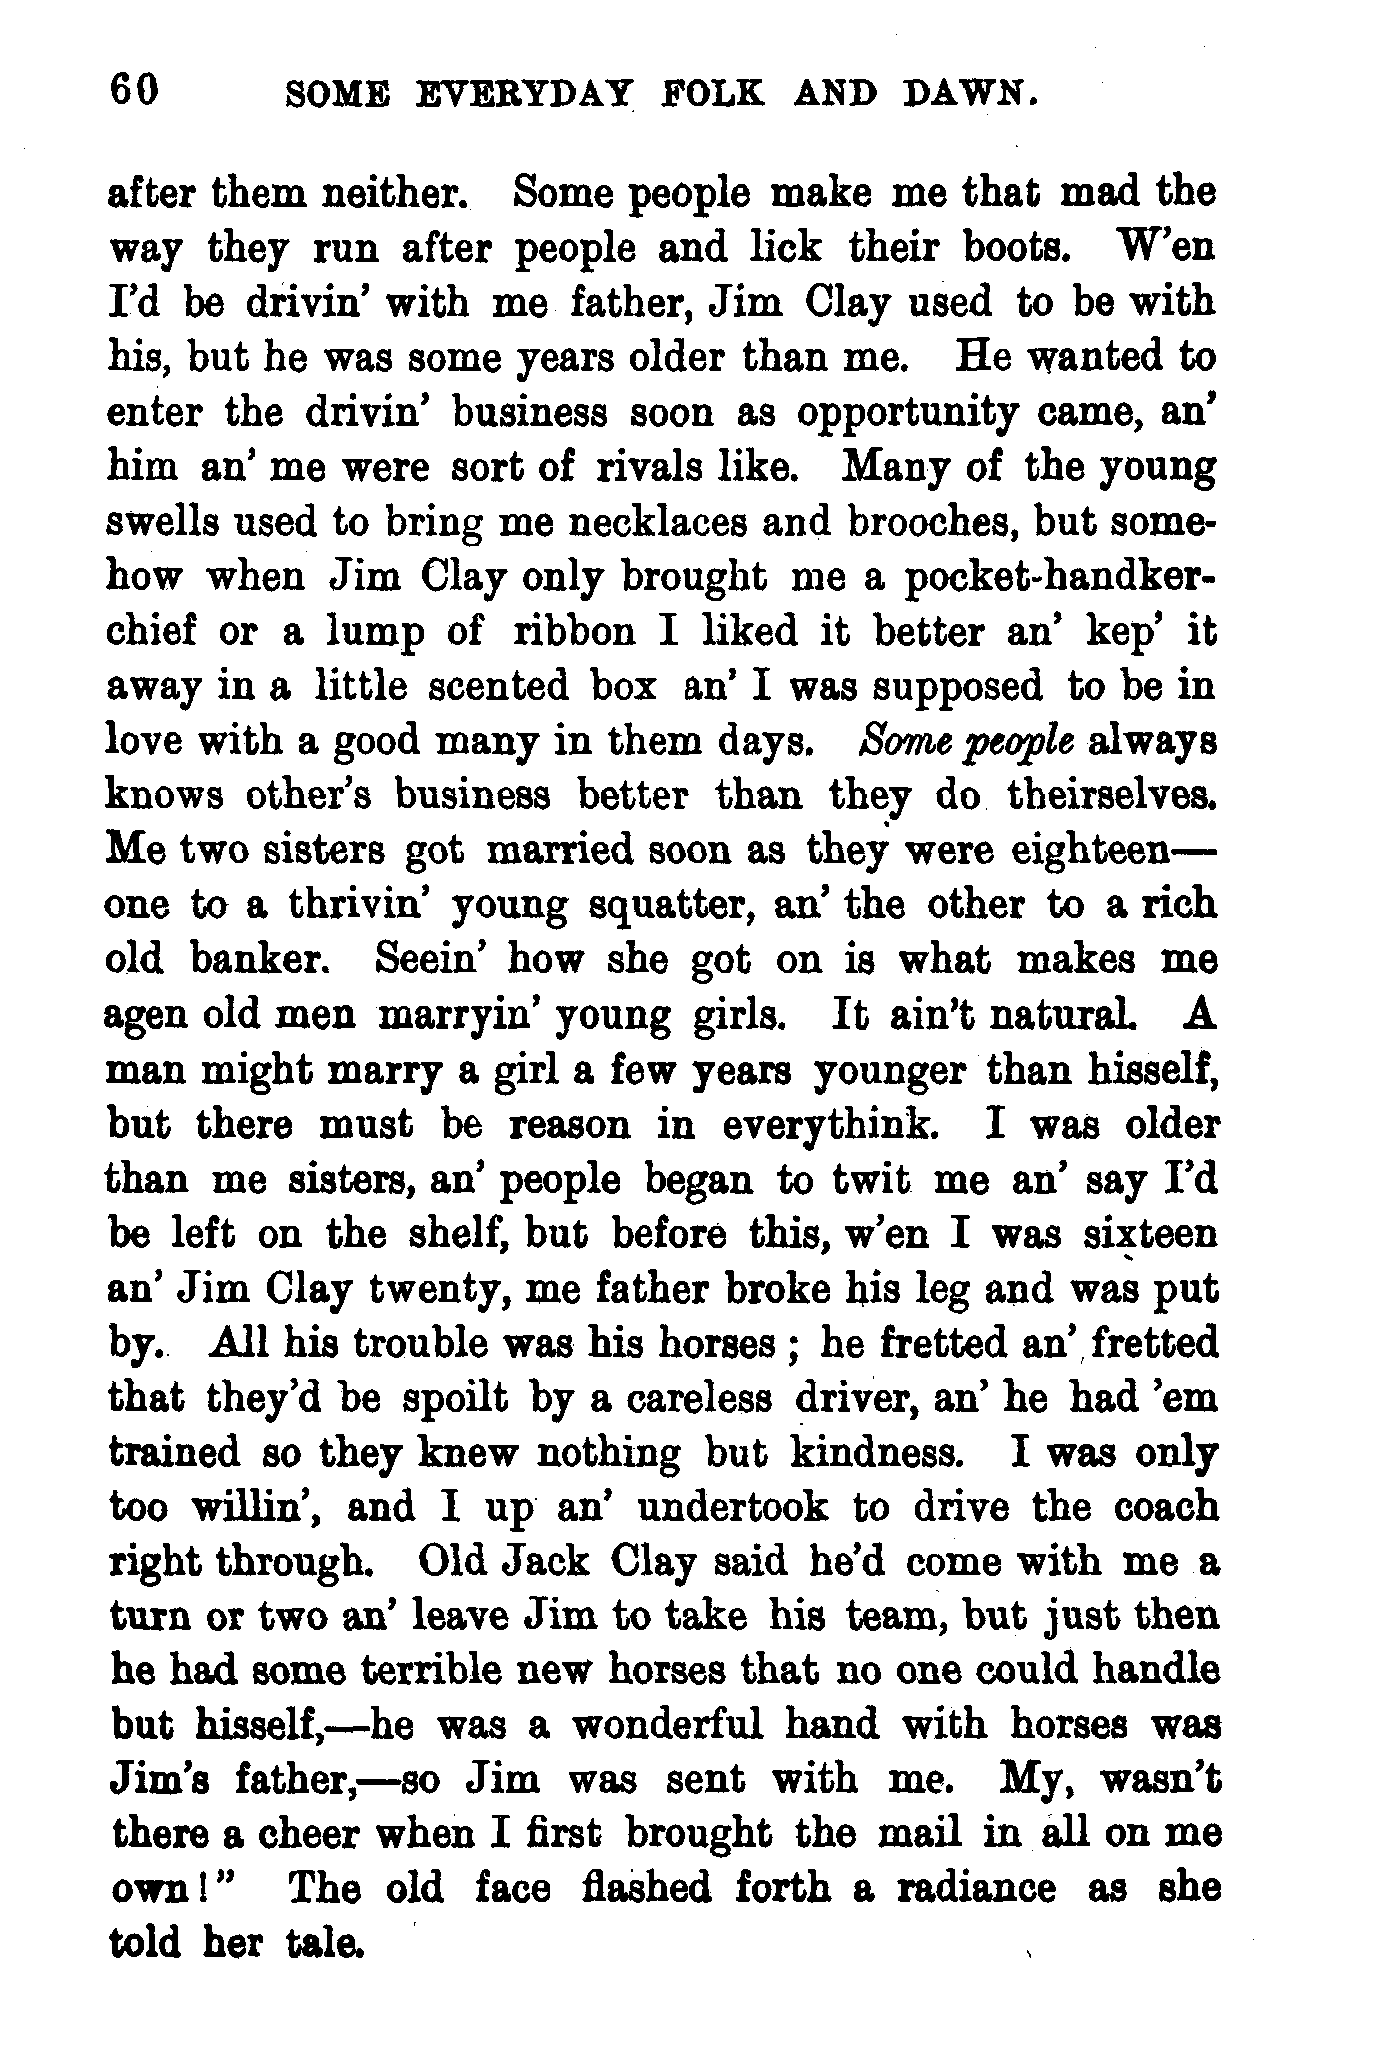 60 SOME EVERYDAY FOLK AND DAWN.
after them neither. Some people make me that mad the
way they run after people and lick their boots. W'en
I'd be drivin' with me father, Jim Clay used to be with
his, but he was some years older than me. He wanted to
enter the drivin' business soon as opportunity came, an'
him an' me were sort of rivals like. Many of the young
swells used to bring me necklaces and brooches, but some-
how when Jim Clay only brought me a pocket-handker-
chief or a lump of ribbon I liked it better an' kep' it
away in a little scented box an' I was supposed to be in
love with a good many in them days. Some people always
knows other's business better than they do theirselves.
Me two sisters got married soon as they were eighteen—
one to a thrivin' young squatter, an' the other to a rich
old banker. Seein' how she got on is what makes me
agen old men marryin' young girls. It ain't natural. A
man might marry a girl a few years younger than hisself,
but there must be reason in everythink. I was older
than me sisters, an' people began to twit me an' say I'd
be left on the shelf, but before this, w'en I was sixteen
an' Jim Clay twenty, me father broke his leg and was put
by. All his trouble was his horses; he fretted an' fretted
that they'd be spoilt by a careless driver, an' he had 'em
trained so they knew nothing but kindness. I was only
too willin', and I up an' undertook to drive the coach
right through. Old Jack Clay said he'd come with me a
turn or two an' leave Jim to take his team, but just then
he had some terrible new horses that no one could handle
but hisself,—he was a wonderful hand with horses was
Jim's father,—so Jim was sent with me. My, wasn't
there a cheer when I first brought the mail in all on me
own!" The old face flashed forth a radiance as she
told her tale.